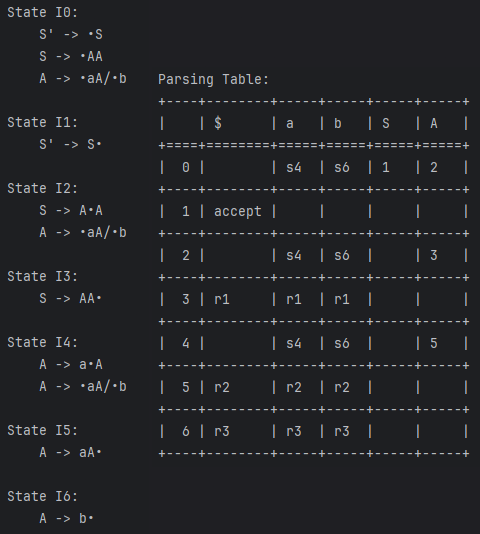 State I0:
    S' -> •S
    S -> •AA
    A -> •aA/•b
State I1:
    S' -> S•
State I2:
    S -> A•A
    A -> •aA/•b
State I3:
    S -> AA•
State I4:
    A -> a•A
    A -> •aA/•b
State I5:
    A -> aA•
State I6:
    A -> b•
Parsing Table:
+----+--------+-----+-----+-----+-----+
|    | $      | a   | b   | S   | A   |
+====+========+=====+=====+=====+=====+
|  0 |        | s4  | s6  | 1   | 2   |
+----+--------+-----+-----+-----+-----+
|  1 | accept |     |     |     |     |
+----+--------+-----+-----+-----+-----+
|  2 |        | s4  | s6  |     | 3   |
+----+--------+-----+-----+-----+-----+
|  3 | r1     | r1  | r1  |     |     |
+----+--------+-----+-----+-----+-----+
|  4 |        | s4  | s6  |     | 5   |
+----+--------+-----+-----+-----+-----+
|  5 | r2     | r2  | r2  |     |     |
+----+--------+-----+-----+-----+-----+
|  6 | r3     | r3  | r3  |     |     |
+----+--------+-----+-----+-----+-----+